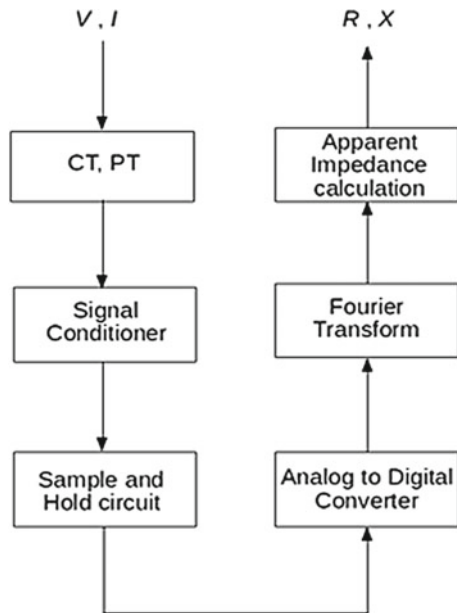 V , I
CT, PT
Signal
Conditioner
Sample and
Hold circuit
Analog to Digital
Converter
Fourier
Transform
Apparent
Impedance
calculation
R , X